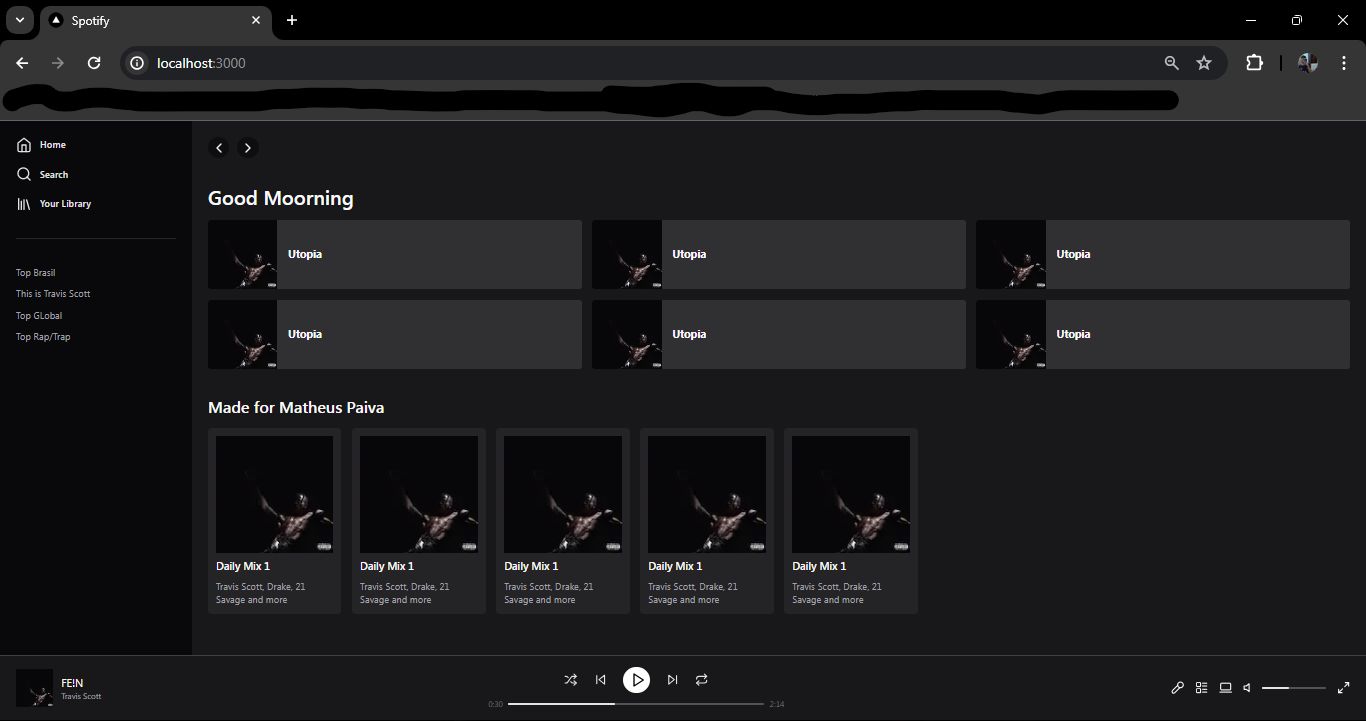 Spotify
localhost:3000
Home
Search
Your Library
Top Brasil
This is Travis Scott
Top GLobal
Top Rap/Trap
Good Moorning
Utopia
Utopia
Utopia
Utopia
Utopia
Utopia
Made for Matheus Paiva
Daily Mix 1
Travis Scott, Drake, 21
Savage and more
Daily Mix 1
Travis Scott, Drake, 21
Savage and more
Daily Mix 1
Travis Scott, Drake, 21
Savage and more
Daily Mix 1
Travis Scott, Drake, 21
Savage and more
Daily Mix 1
Travis Scott, Drake, 21
Savage and more
FE!N
Travis Scott
0:30
2:14